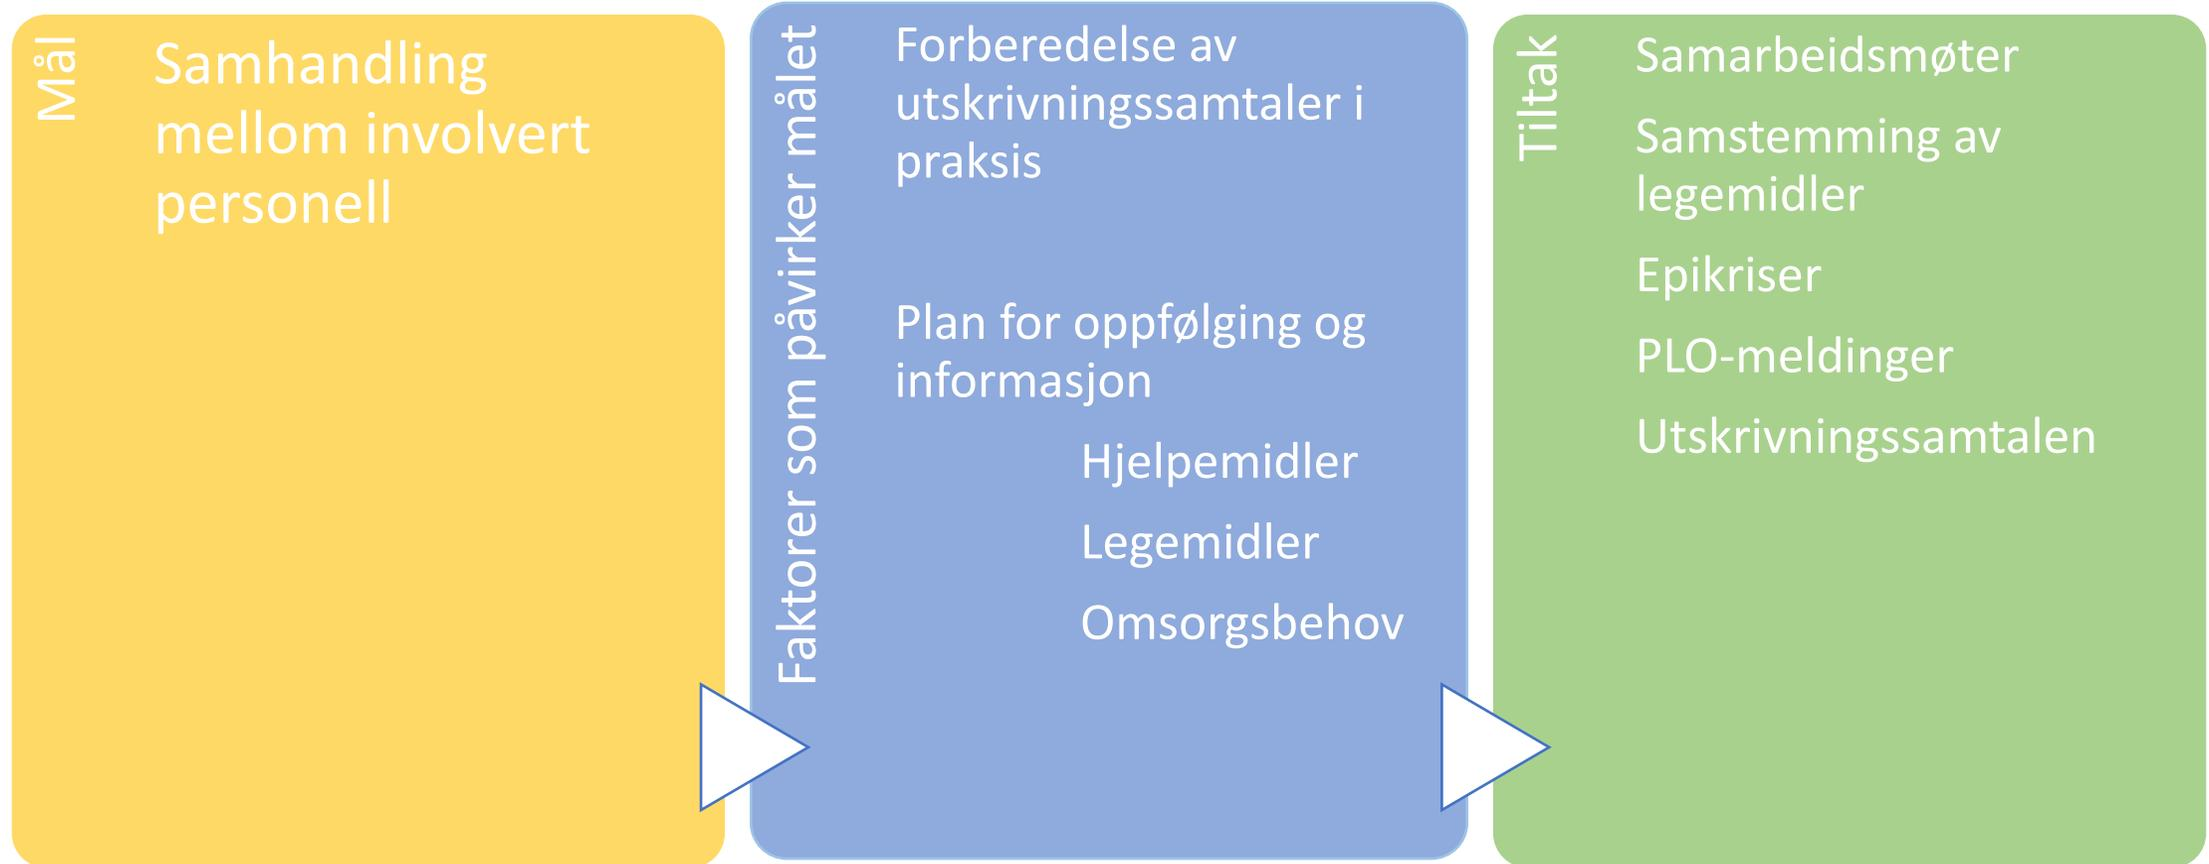 Mål
Samhandling
mellom involvert
personell
Faktorer som påvirker målet
Forberedelse av
utskrivningssamtaler i
praksis
Plan for oppfølging og
informasjon
Hjelpemidler
Legemidler
Omsorgsbehov
Tiltak
Samarbeidsmøter
Samstemming av
legemidler
Epikriser
PLO-meldinger
Utskrivningssamtalen